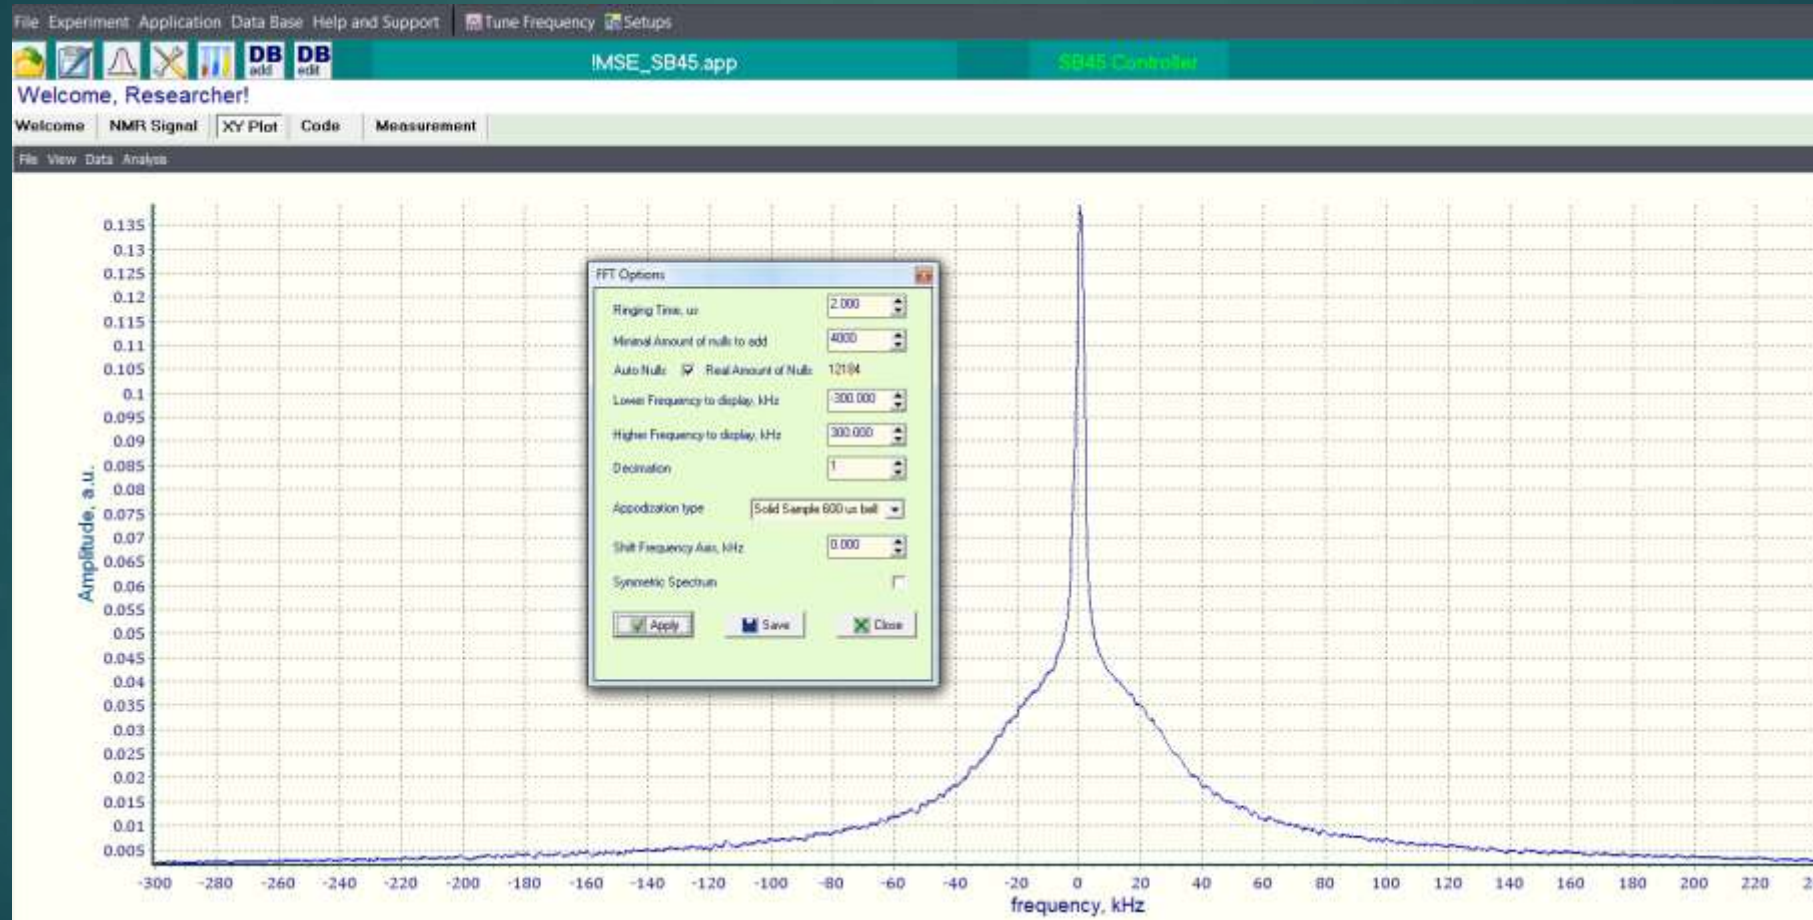 File Experiment Application Data Base Help and Support Tune Frequency Setups
DB add DB edit !MSE_SB45.app SB45 Controller
Welcome, Researcher!
Welcome NMR Signal XY Plot Code Measurement
File View Data Analysis
FFT Options
Ringing Time, us 2.000
Minimal Amount of nulls to add 4000
Auto Nulls Real Amount of Nulls 12184
Lower Frequency to display, kHz -300.000
Higher Frequency to display, kHz 300.000
Decimation 1
Appodization type Solid Sample 600 us bell
Shift Frequency Axis, kHz 0.000
Symmetric Spectrum
Apply Save Close
Amplitude, a.u.
0.135
0.13
0.125
0.12
0.115
0.11
0.105
0.1
0.095
0.09
0.085
0.08
0.075
0.07
0.065
0.06
0.055
0.05
0.045
0.04
0.035
0.03
0.025
0.02
0.015
0.01
0.005
-300 -280 -260 -240 -220 -200 -180 -160 -140 -120 -100 -80 -60 -40 -20 0 20 40 60 80 100 120 140 160 180 200 220
frequency, kHz